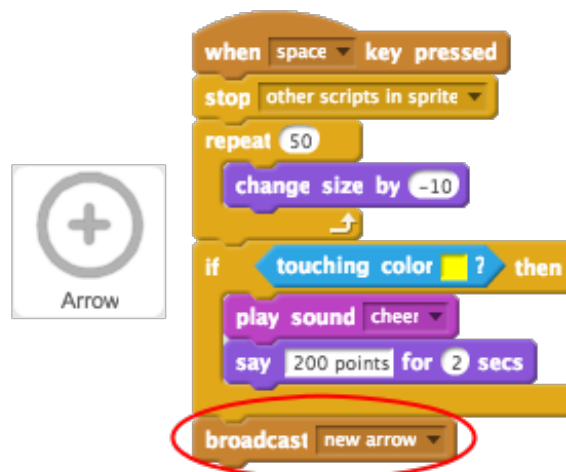 when space key pressed
stop other scripts in sprite
repeat 50
change size by -10
if touching color ? then
play sound cheer
say 200 points for 2 secs
broadcast new arrow
Arrow